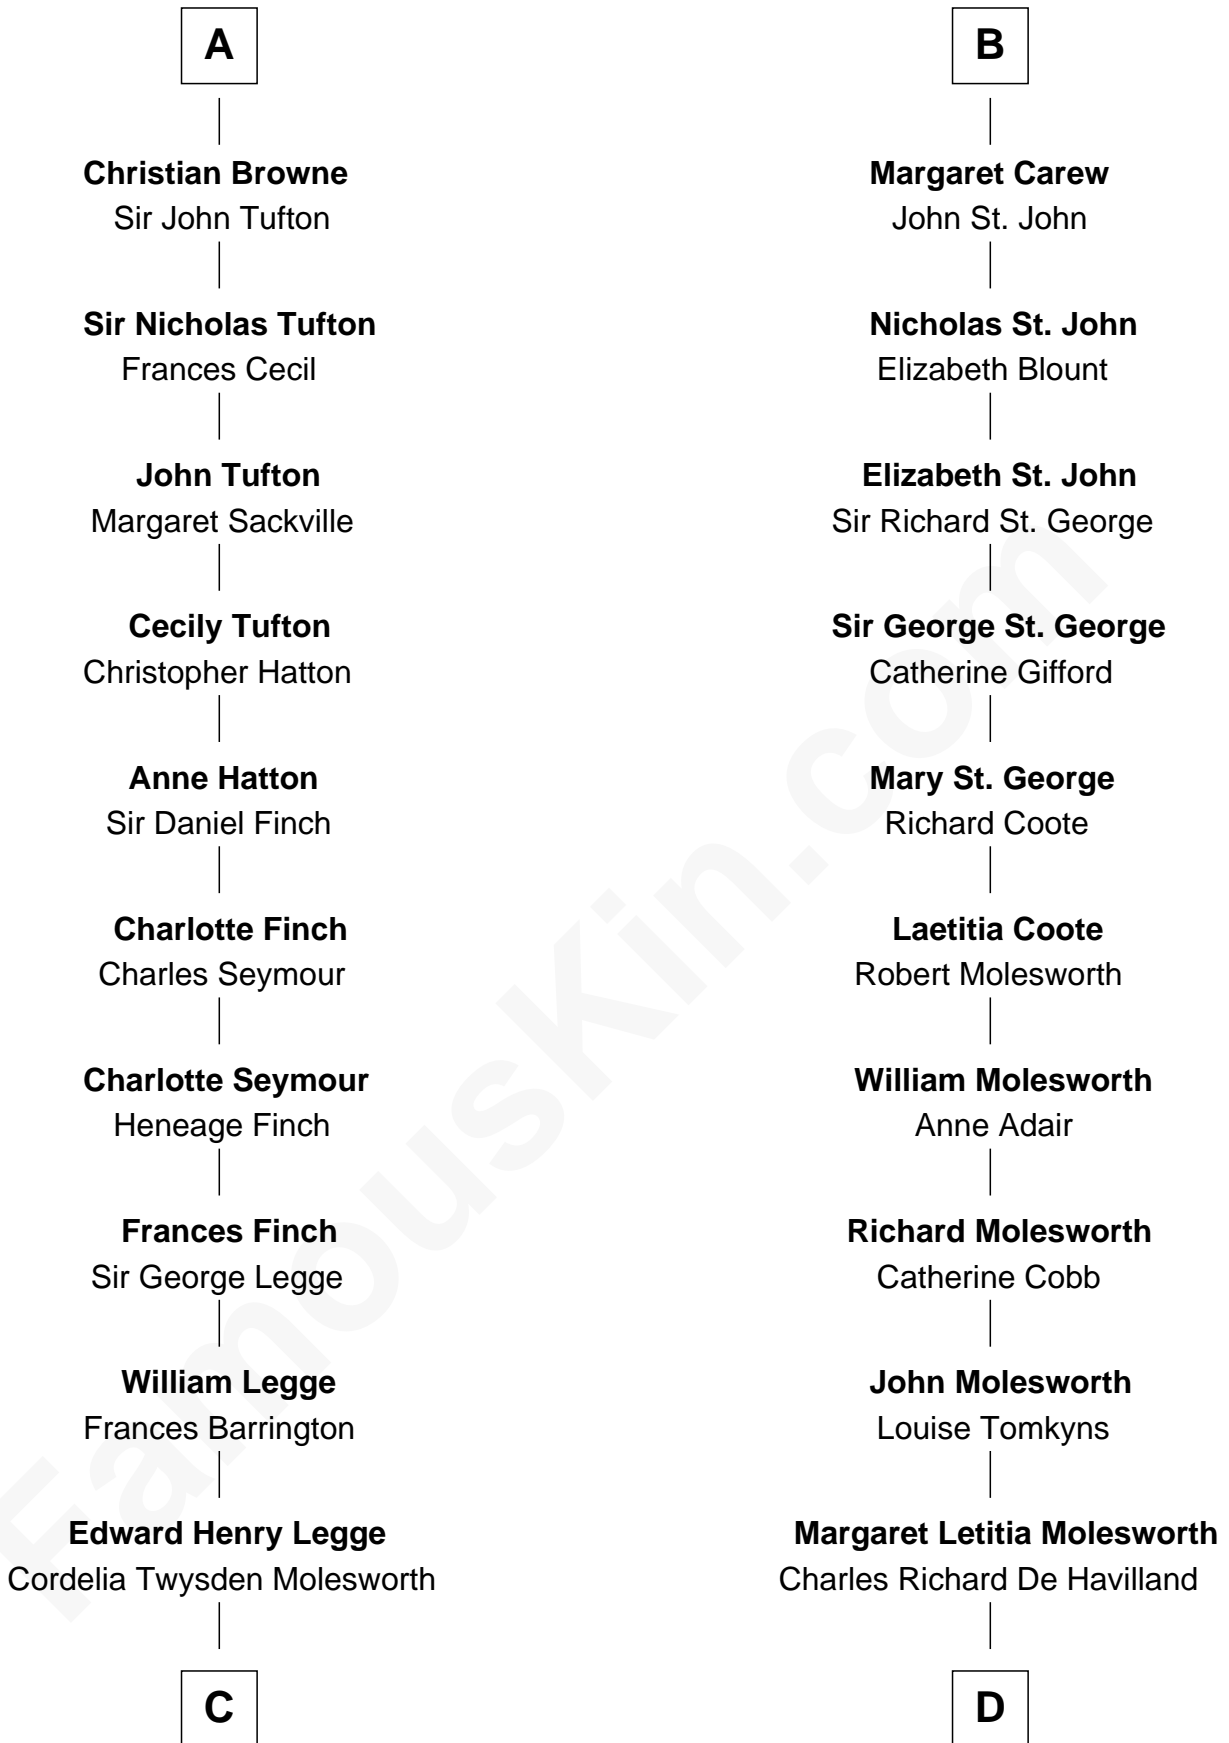 A
Christian Browne
Sir John Tufton
Sir Nicholas Tufton
Frances Cecil
John Tufton
Margaret Sackville
Cecily Tufton
Christopher Hatton
Anne Hatton
Sir Daniel Finch
Charlotte Finch
Charles Seymour
Charlotte Seymour
Heneage Finch
Frances Finch
Sir George Legge
William Legge
Frances Barrington
Edward Henry Legge
Cordelia Twysden Molesworth
C
B
Margaret Carew
John St. John
Nicholas St. John
Elizabeth Blount
Elizabeth St. John
Sir Richard St. George
Sir George St. George
Catherine Gifford
Mary St. George
Richard Coote
Laetitia Coote
Robert Molesworth
William Molesworth
Anne Adair
Richard Molesworth
Catherine Cobb
John Molesworth
Louise Tomkyns
Margaret Letitia Molesworth
Charles Richard De Havilland
D
FamousKin.com